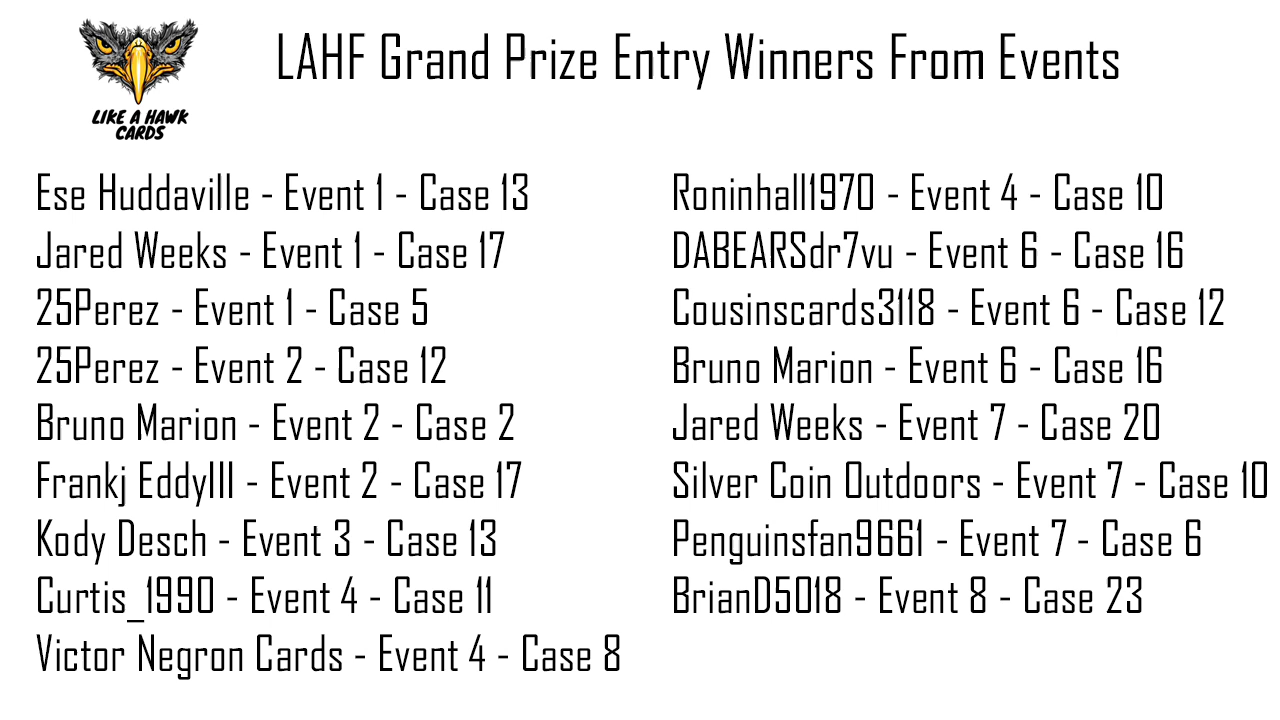 LIKE A HAWK
CARDS
LAHF Grand Prize Entry Winners From Events
Ese Huddaville - Event 1 - Case 13
Jared Weeks - Event 1 - Case 17
25Perez - Event 1 - Case 5
25Perez - Event 2 - Case 12
Bruno Marion - Event 2 - Case 2
Frankj EddyIII - Event 2 - Case 17
Kody Desch - Event 3 - Case 13
Curtis_1990 - Event 4 - Case 11
Victor Negron Cards - Event 4 - Case 8
Roninhall1970 - Event 4 - Case 10
DABEARSdr7vu - Event 6 - Case 16
Cousinscards3118 - Event 6 - Case 12
Bruno Marion - Event 6 - Case 16
Jared Weeks - Event 7 - Case 20
Silver Coin Outdoors - Event 7 - Case 10
Penguinsfan9661 - Event 7 - Case 6
BrianD5018 - Event 8 - Case 23